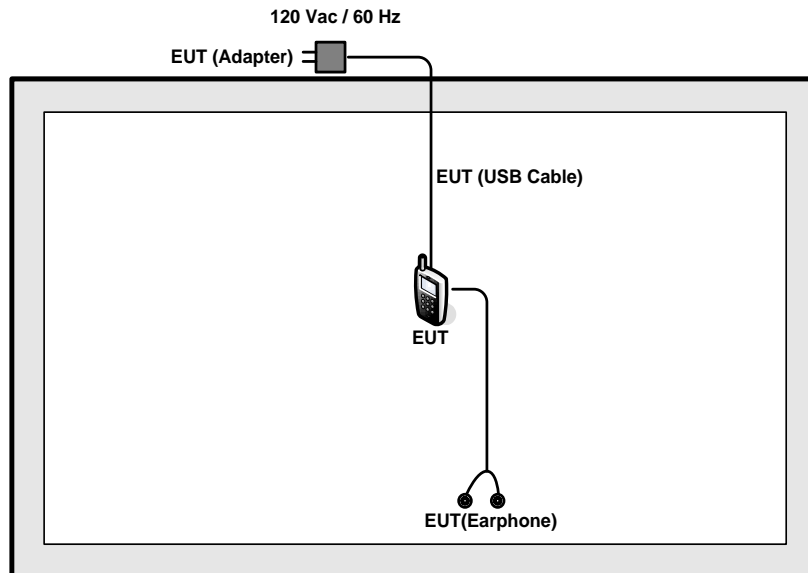 120 Vac / 60 Hz
EUT (Adapter)
EUT (USB Cable)
EUT
EUT(Earphone)